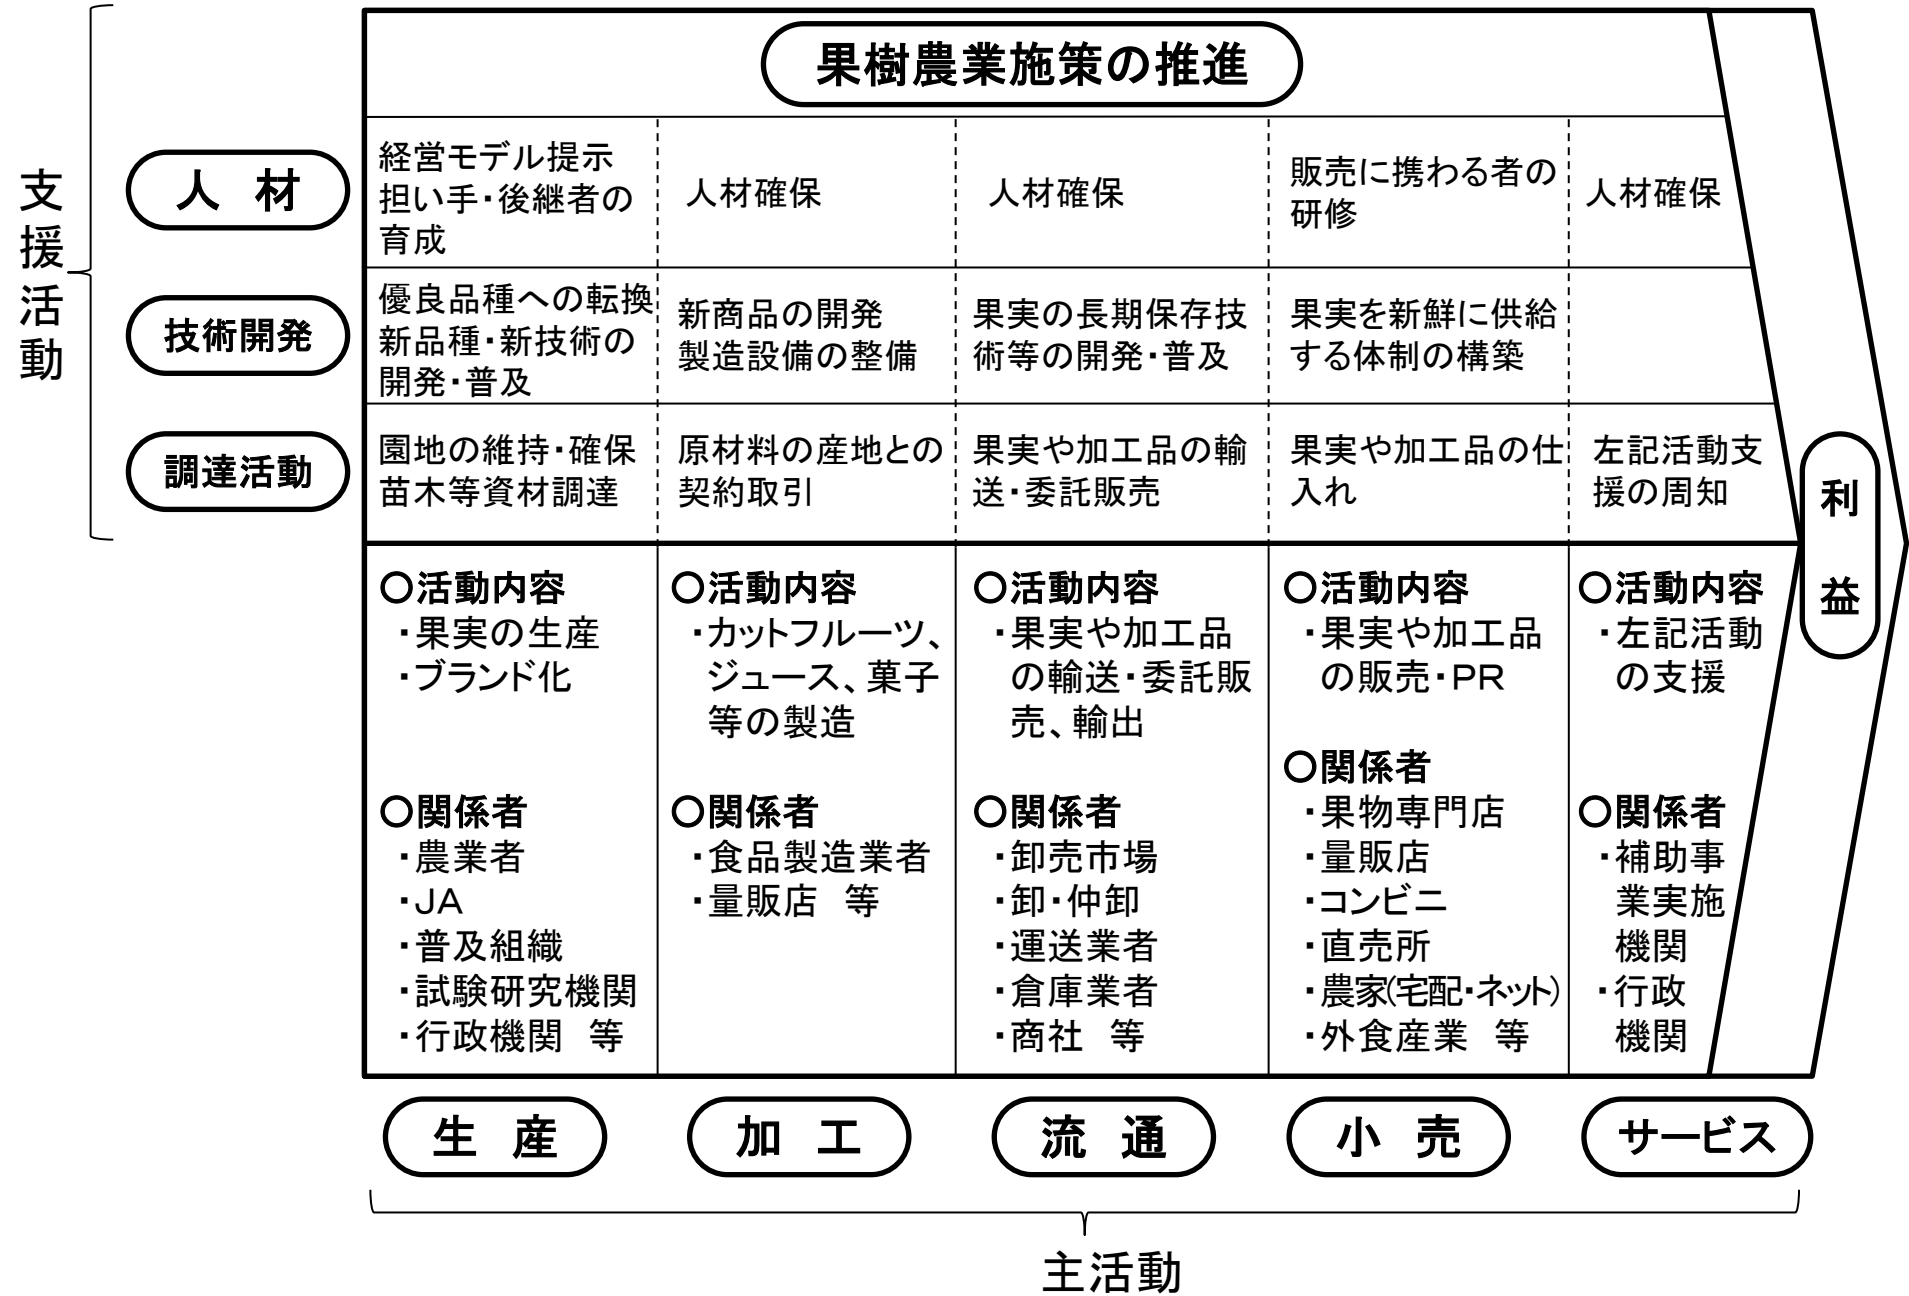 果樹農業施策の推進
支援活動
人 材
経営モデル提示
担い手・後継者の
育成
人材確保
人材確保
販売に携わる者の
研修
人材確保
技術開発
優良品種への転換
新品種・新技術の
開発・普及
新商品の開発
製造設備の整備
果実の長期保存技
術等の開発・普及
果実を新鮮に供給
する体制の構築
調達活動
園地の維持・確保
苗木等資材調達
原材料の産地との
契約取引
果実や加工品の輸
送・委託販売
果実や加工品の仕
入れ
左記活動支
援の周知
利益
○活動内容
・果実の生産
・ブランド化
○関係者
・農業者
・JA
・普及組織
・試験研究機関
・行政機関 等
○活動内容
・カットフルーツ、
ジュース、菓子
等の製造
○関係者
・食品製造業者
・量販店 等
○活動内容
・果実や加工品
の輸送・委託販
売、輸出
○関係者
・卸売市場
・卸・仲卸
・運送業者
・倉庫業者
・商社 等
○活動内容
・果実や加工品
の販売・PR
○関係者
・果物専門店
・量販店
・コンビニ
・直売所
・農家(宅配・ネット)
・外食産業 等
○活動内容
・左記活動
の支援
○関係者
・補助事
業実施
機関
・行政
機関
生 産
加 工
流 通
小 売
サービス
主活動